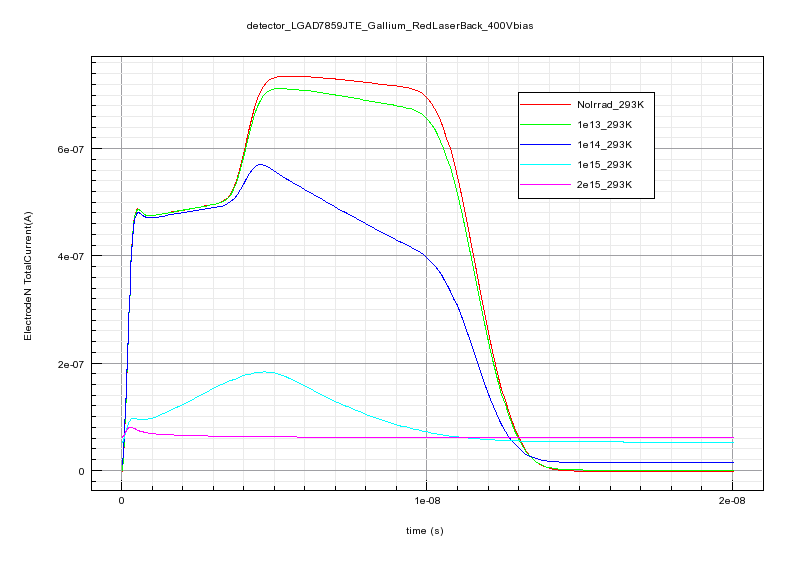 detector_LGAD7859JTE_Gallium_RedLaserBack_400Vbias
NoIrrad_293K
1e13_293K
1e14_293K
1e15_293K
2e15_293K
ElectrodeN TotalCurrent(A)
6e-07
4e-07
2e-07
0
0 1e-08 2e-08
time (s)